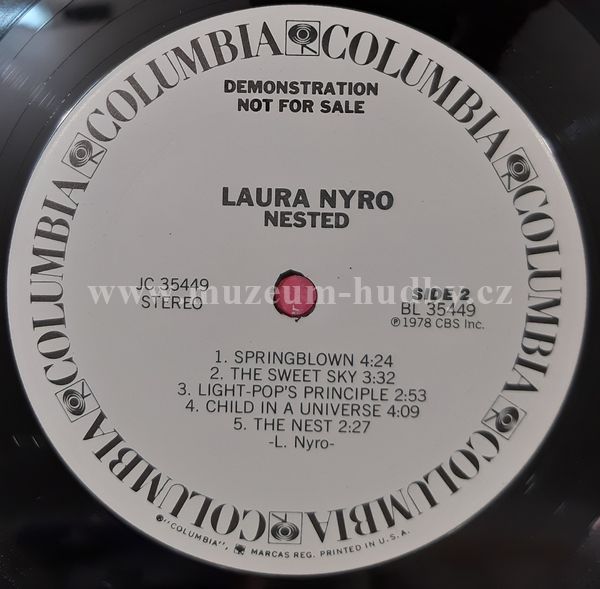 COLUMBIA COLUMBIA COLUMBIA COLUMBIA COLUMBIA COLUMBIA COLUMBIA COLUMBIA
DEMONSTRATION
NOT FOR SALE
LAURA NYRO
NESTED
JC 35449
STEREO
SIDE 2
BL 35449
℗ 1978 CBS Inc.
www.muzeum-hudby.cz
1. SPRINGBLOWN 4:24
2. THE SWEET SKY 3:32
3. LIGHT-POP'S PRINCIPLE 2:53
4. CHILD IN A UNIVERSE 4:09
5. THE NEST 2:27
-L. Nyro-
"COLUMBIA", MARCAS REG. PRINTED IN U.S.A.